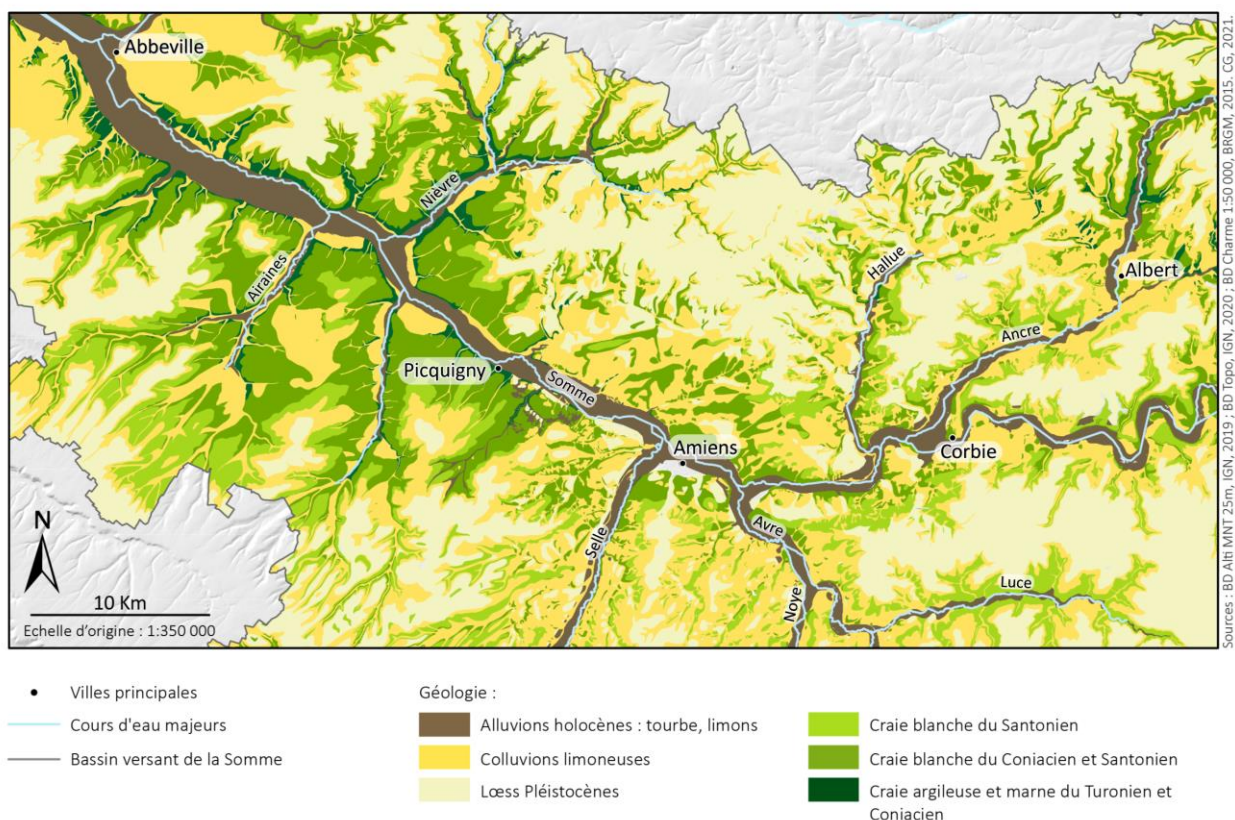 Abbeville
Nièvre
Airaines
Hallue
Albert
Ancre
Picquigny
Somme
Amiens
Corbie
Selle
Avre
Noye
Luce
N
10 Km
Echelle d'origine : 1:350 000
Sources : BD Alti MNT 25m, IGN, 2019 ; BD Topo, IGN, 2020 ; BD Charme 1:50 000, BRGM, 2015. CG, 2021.
Villes principales
Cours d'eau majeurs
Bassin versant de la Somme
Géologie :
Alluvions holocènes : tourbe, limons
Colluvions limoneuses
Lœss Pléistocènes
Craie blanche du Santonien
Craie blanche du Coniacien et Santonien
Craie argileuse et marne du Turonien et
Coniacien